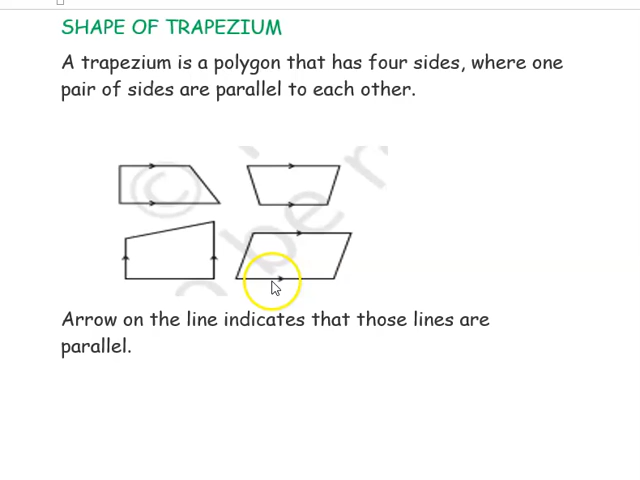 SHAPE OF TRAPEZIUM
A trapezium is a polygon that has four sides, where one
pair of sides are parallel to each other.
Arrow on the line indicates that those lines are
parallel.